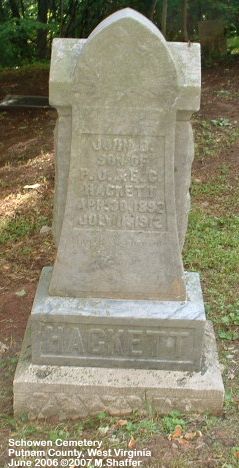 JOHN B.
SON OF
P.C. & E.C.
HACKETT
APR. 30. 1892
JULY 1. 1912
HACKETT
Schowen Cemetery
Putnam County, West Virginia
June 2006 ©2007 M.Shaffer